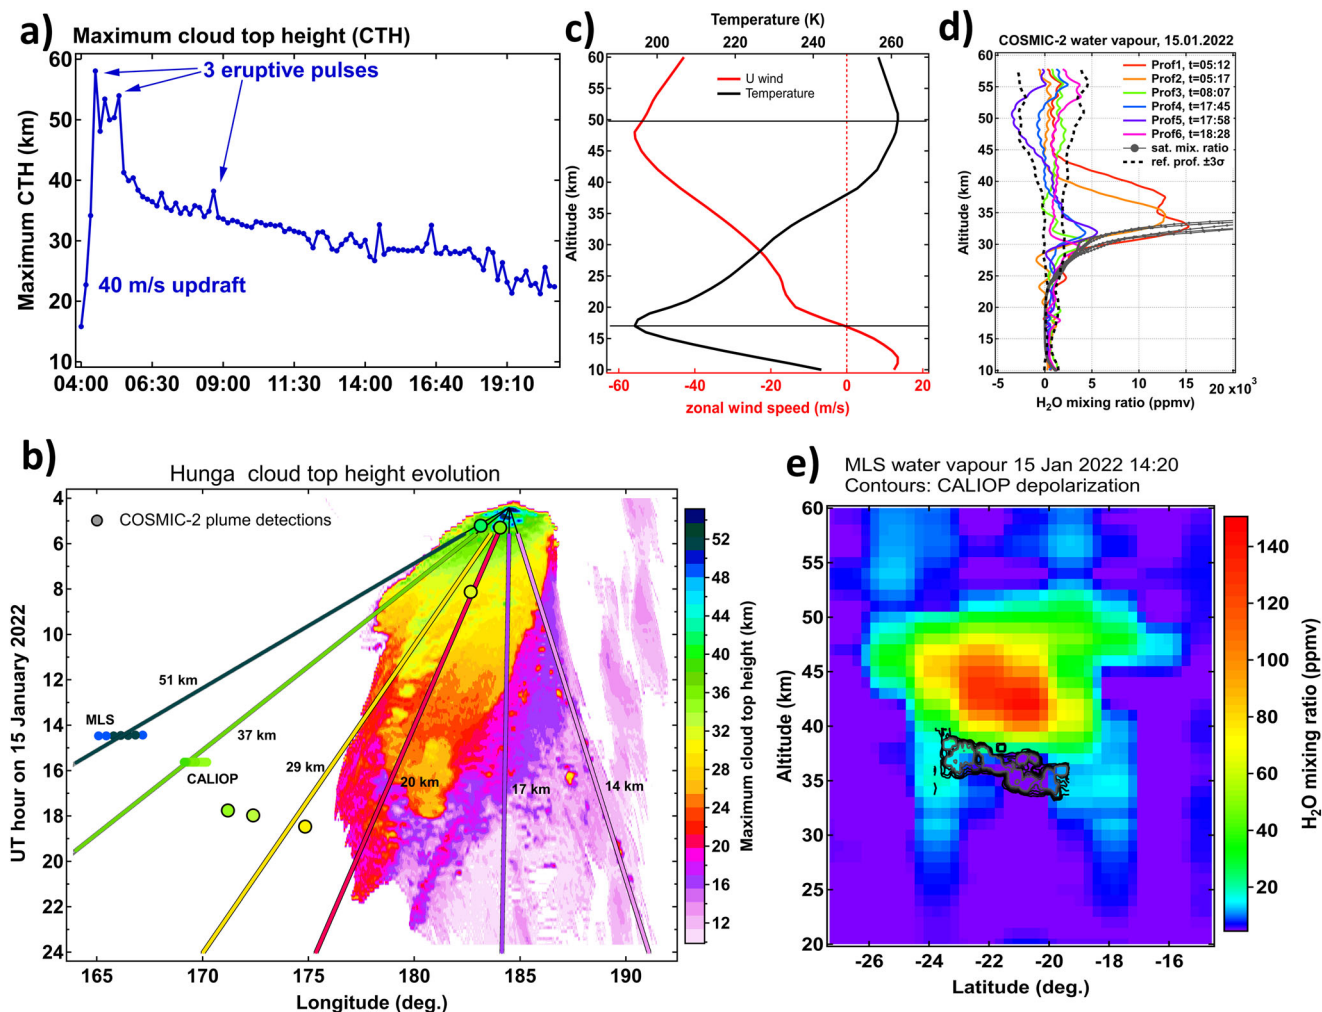 a)
Maximum cloud top height (CTH)
Maximum CTH (km)
60
50
40
30
20
10
3 eruptive pulses
40 m/s updraft
04:00 06:30 09:00 11:30 14:00 16:40 19:10
c)
Temperature (K)
200 220 240 260
Altitude (km)
60
55
50
45
40
35
30
25
20
15
10
U wind
Temperature
-60 -40 -20 0 20
zonal wind speed (m/s)
d)
COSMIC-2 water vapour, 15.01.2022
Altitude (km)
60
55
50
45
40
35
30
25
20
15
10
Prof1, t=05:12
Prof2, t=05:17
Prof3, t=08:07
Prof4, t=17:45
Prof5, t=17:58
Prof6, t=18:28
sat. mix. ratio
ref. prof. ±3σ
-5 0 5 10 15 20 x10³
H₂O mixing ratio (ppmv)
b)
Hunga cloud top height evolution
COSMIC-2 plume detections
UT hour on 15 January 2022
4
6
8
10
12
14
16
18
20
22
24
51 km
MLS
37 km
CALIOP
29 km
20 km
17 km
14 km
165 170 175 180 185 190
Longitude (deg.)
Maximum cloud top height (km)
52
48
44
40
36
32
28
24
20
16
12
e)
MLS water vapour 15 Jan 2022 14:20
Contours: CALIOP depolarization
Altitude (km)
60
55
50
45
40
35
30
25
20
-26 -24 -22 -20 -18 -16
Latitude (deg.)
140
120
100
80
60
40
20
H₂O mixing ratio (ppmv)